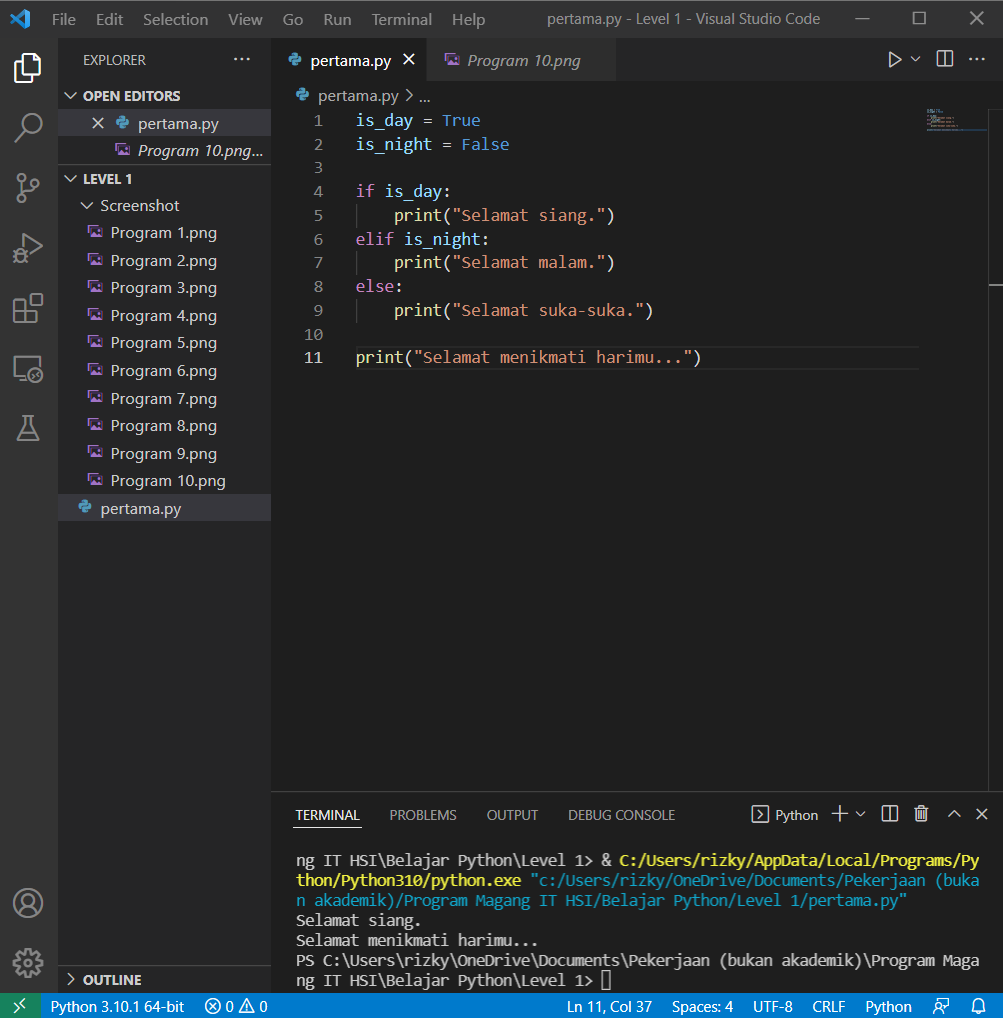 File Edit Selection View Go Run Terminal Help pertama.py - Level 1 - Visual Studio Code
EXPLORER
OPEN EDITORS
pertama.py
Program 10.png...
LEVEL 1
Screenshot
Program 1.png
Program 2.png
Program 3.png
Program 4.png
Program 5.png
Program 6.png
Program 7.png
Program 8.png
Program 9.png
Program 10.png
pertama.py
OUTLINE
pertama.py Program 10.png
pertama.py > ...
1 is_day = True
2 is_night = False
3
4 if is_day:
5 print("Selamat siang.")
6 elif is_night:
7 print("Selamat malam.")
8 else:
9 print("Selamat suka-suka.")
10
11 print("Selamat menikmati harimu...")
TERMINAL PROBLEMS OUTPUT DEBUG CONSOLE Python
ng IT HSI\Belajar Python\Level 1> & C:/Users/rizky/AppData/Local/Programs/Py
thon/Python310/python.exe "c:/Users/rizky/OneDrive/Documents/Pekerjaan (buka
n akademik)/Program Magang IT HSI/Belajar Python/Level 1/pertama.py"
Selamat siang.
Selamat menikmati harimu...
PS C:\Users\rizky\OneDrive\Documents\Pekerjaan (bukan akademik)\Program Maga
ng IT HSI\Belajar Python\Level 1>
Python 3.10.1 64-bit 0 0 Ln 11, Col 37 Spaces: 4 UTF-8 CRLF Python